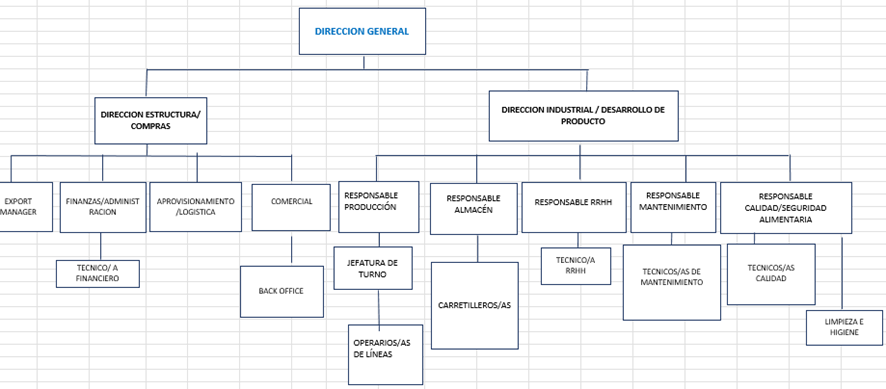 DIRECCION GENERAL
DIRECCION ESTRUCTURA/
COMPRAS
DIRECCION INDUSTRIAL / DESARROLLO DE
PRODUCTO
EXPORT
MANAGER
FINANZAS/ADMINIST
RACION
APROVISIONAMIENTO
/LOGISTICA
COMERCIAL
RESPONSABLE
PRODUCCIÓN
RESPONSABLE
ALMACÉN
RESPONSABLE RRHH
RESPONSABLE
MANTENIMIENTO
RESPONSABLE
CALIDAD/SEGURIDAD
ALIMENTARIA
TECNICO/ A
FINANCIERO
BACK OFFICE
JEFATURA DE
TURNO
CARRETILLEROS/AS
TECNICO/A
RRHH
TECNICOS/AS DE
MANTENIMIENTO
TECNICOS/AS
CALIDAD
LIMPIEZA E
HIGIENE
OPERARIOS/AS
DE LÍNEAS